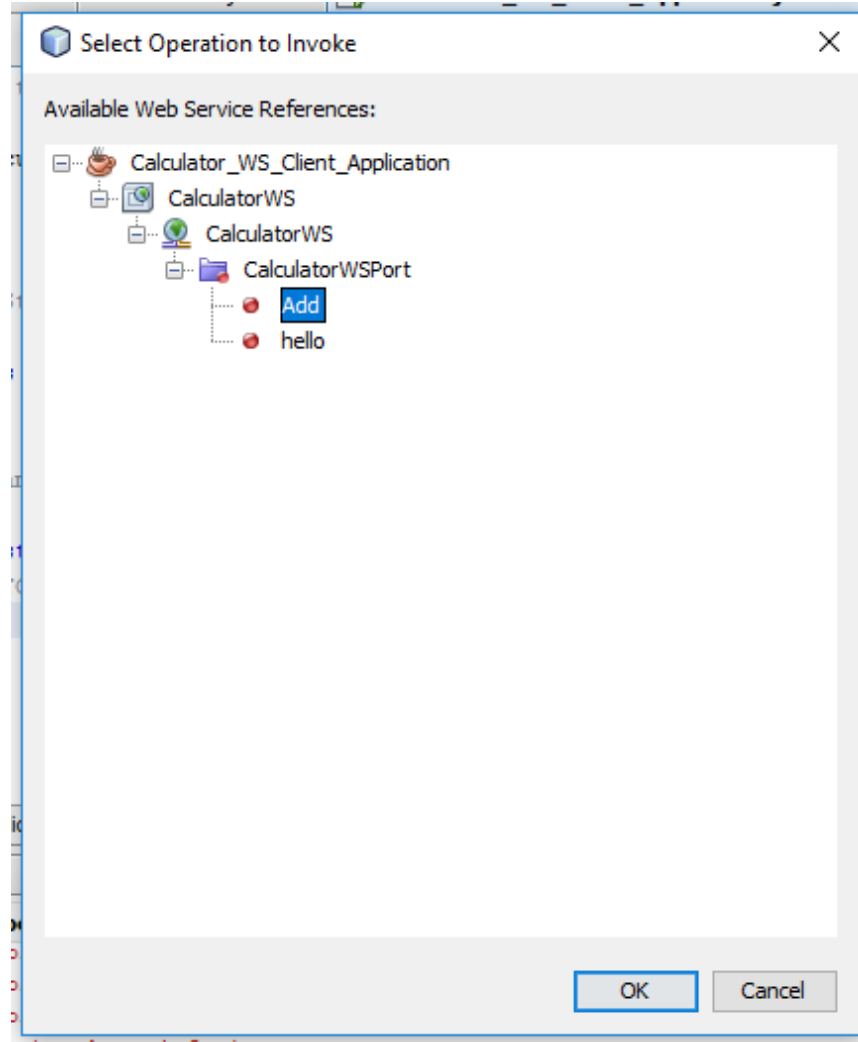 Select Operation to Invoke
Available Web Service References:
Calculator_WS_Client_Application
CalculatorWS
CalculatorWS
CalculatorWSPort
Add
hello
OK Cancel